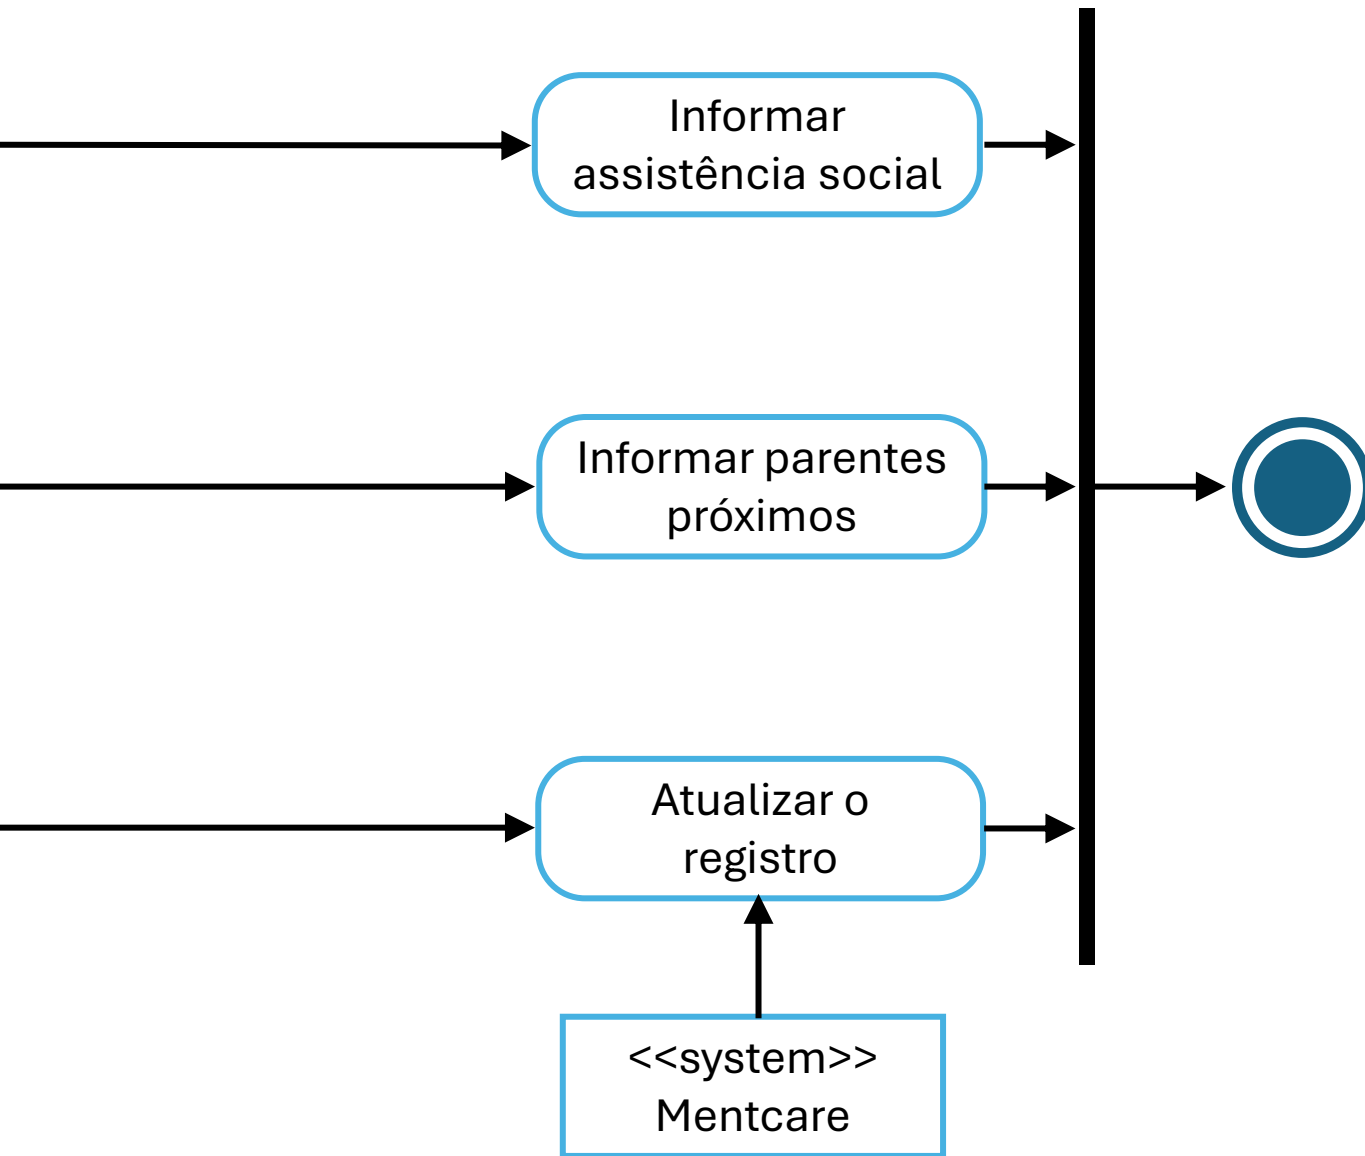 Informar
assistência social
Informar parentes
próximos
Atualizar o
registro
<<system>>
Mentcare